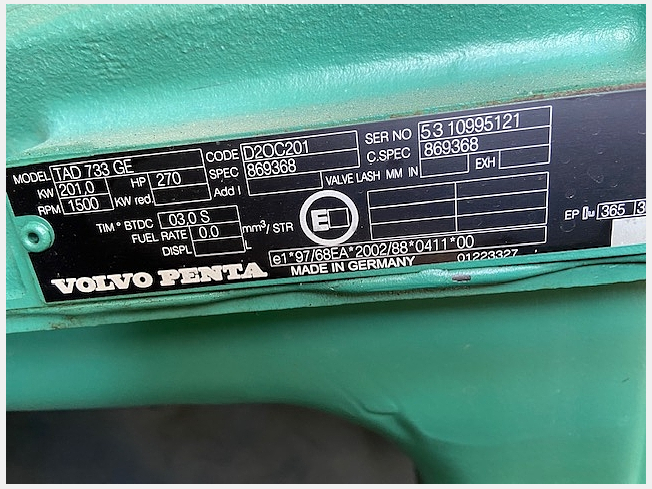 MODEL TAD 733 GE CODE D2OC201 SER NO 53 10995121
KW 201,0 HP 270 SPEC 869368 C.SPEC 869368
RPM 1500 KW red Add I VALVE LASH MM IN EXH
TIM ° BTDC 03,0 S
FUEL RATE 0.0 mm³/STR E
DISPL L
EP 365
e1*97/68EA*2002/88*0411*00
VOLVO PENTA MADE IN GERMANY 01223327